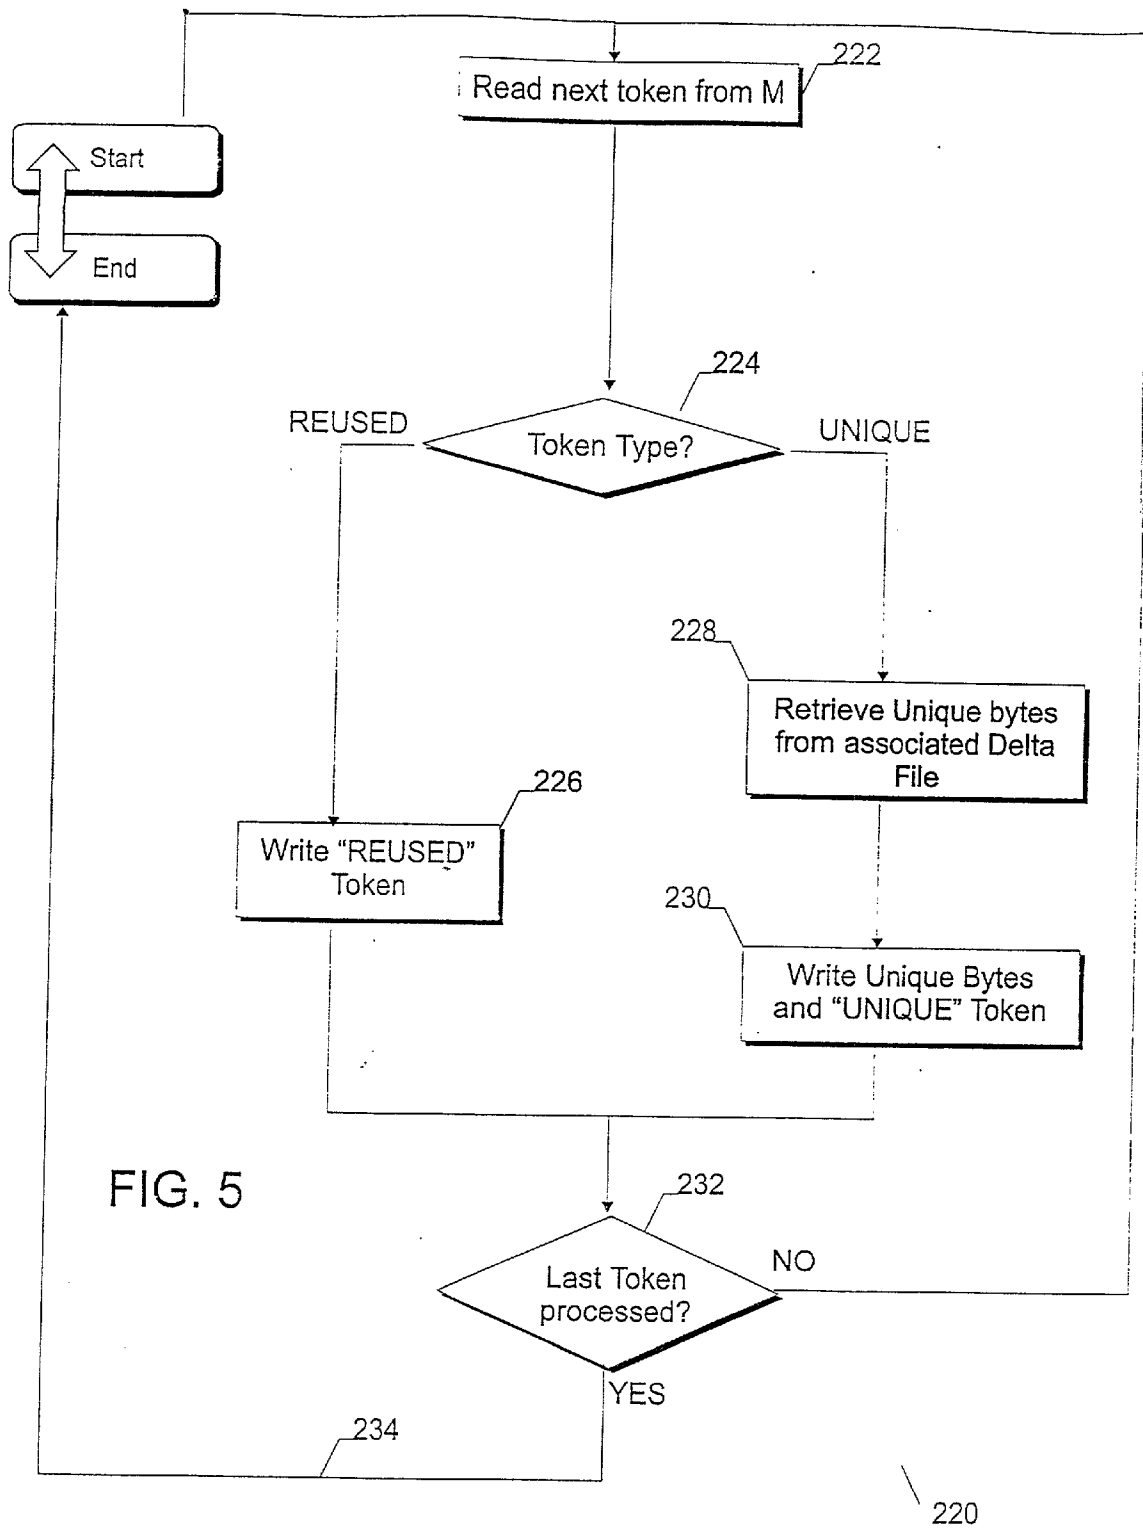 222
Read next token from M
Start
End
224
REUSED
UNIQUE
Token Type?
228
Retrieve Unique bytes
from associated Delta
File
226
Write “REUSED”
Token
230
Write Unique Bytes
and “UNIQUE” Token
FIG. 5
232
NO
Last Token
processed?
YES
234
220